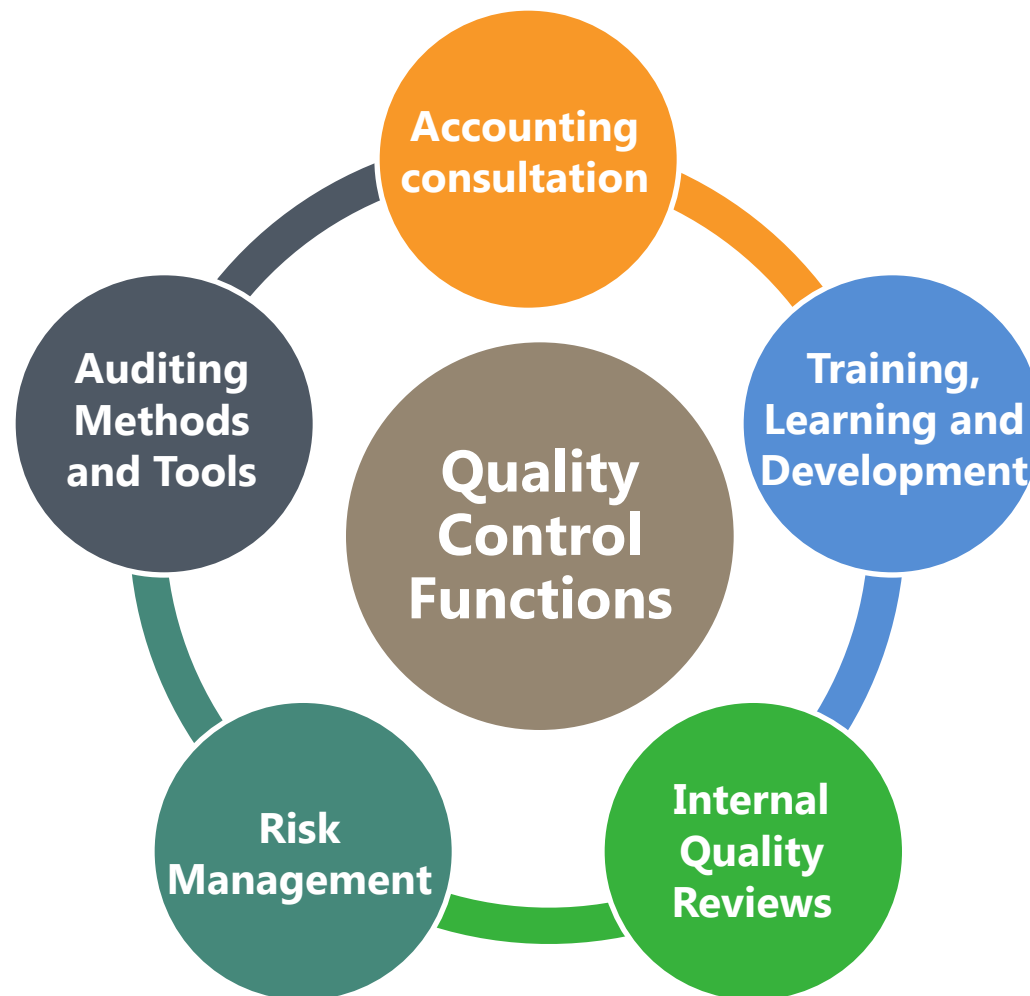 Accounting
consultation
Training,
Learning and
Development
Internal
Quality
Reviews
Risk
Management
Auditing
Methods
and Tools
Quality
Control
Functions